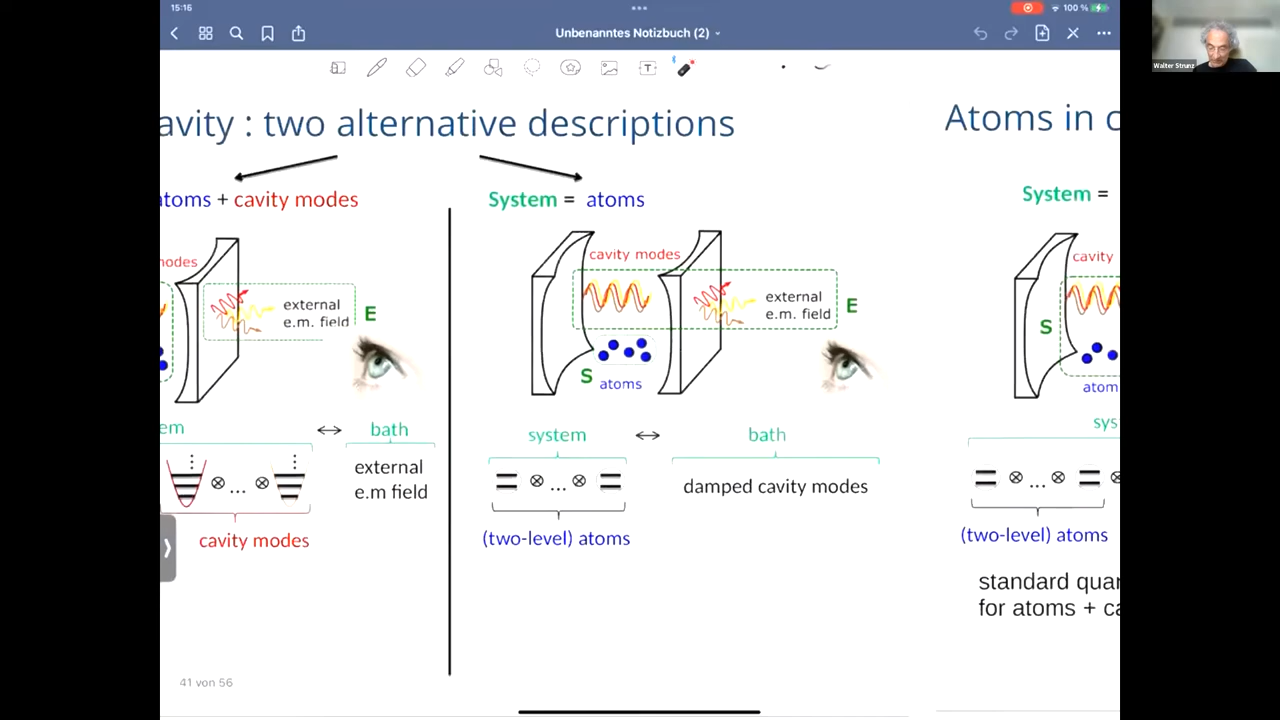 15:16
100 %
Unbenanntes Notizbuch (2)
Walter Strunz
avity : two alternative descriptions
atoms + cavity modes
modes
external
e.m. field
E
em
bath
external
e.m field
...
cavity modes
41 von 56
System = atoms
cavity modes
external
e.m. field
E
S
atoms
system
bath
...
damped cavity modes
(two-level) atoms
Atoms in c
System =
cavity
S
atom
sys
...
(two-level) atoms
standard quan
for atoms + ca